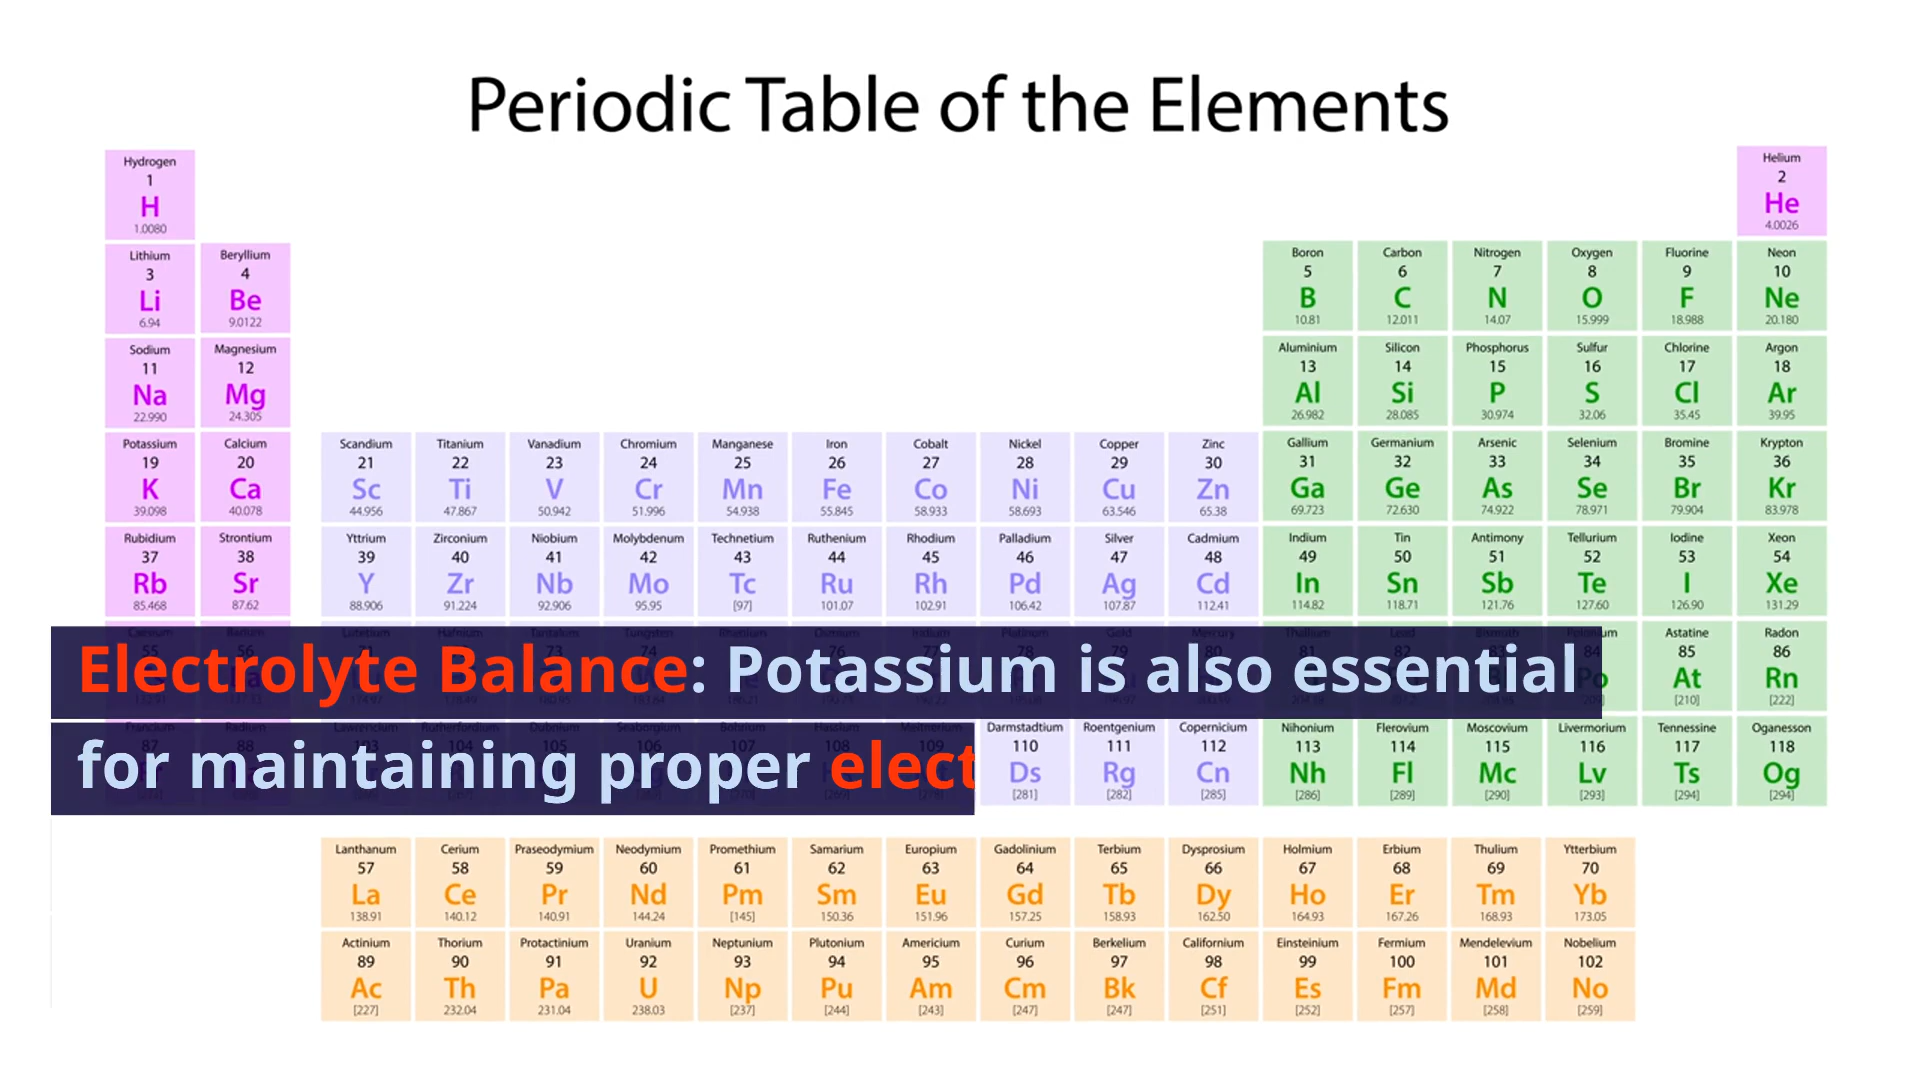 Periodic Table of the Elements
Hydrogen Helium
1 2
H He
1.0080 4.0026
Lithium Beryllium Boron Carbon Nitrogen Oxygen Fluorine Neon
3 4 5 6 7 8 9 10
Li Be B C N O F Ne
6.94 9.0122 10.81 12.011 14.07 15.999 18.988 20.180
Sodium Magnesium Aluminium Silicon Phosphorus Sulfur Chlorine Argon
11 12 13 14 15 16 17 18
Na Mg Al Si P S Cl Ar
22.990 24.305 26.982 28.085 30.974 32.06 35.45 39.95
Potassium Calcium Scandium Titanium Vanadium Chromium Manganese Iron Cobalt Nickel Copper Zinc Gallium Germanium Arsenic Selenium Bromine Krypton
19 20 21 22 23 24 25 26 27 28 29 30 31 32 33 34 35 36
K Ca Sc Ti V Cr Mn Fe Co Ni Cu Zn Ga Ge As Se Br Kr
39.098 40.078 44.956 47.867 50.942 51.996 54.938 55.845 58.933 58.693 63.546 65.38 69.723 72.630 74.922 78.971 79.904 83.978
Rubidium Strontium Yttrium Zirconium Niobium Molybdenum Technetium Ruthenium Rhodium Palladium Silver Cadmium Indium Tin Antimony Tellurium Iodine Xeon
37 38 39 40 41 42 43 44 45 46 47 48 49 50 51 52 53 54
Rb Sr Y Zr Nb Mo Tc Ru Rh Pd Ag Cd In Sn Sb Te I Xe
85.468 87.62 88.906 91.224 92.906 95.95 [97] 101.07 102.91 106.42 107.87 112.41 114.82 118.71 121.76 127.60 126.90 131.29
Astatine Radon
85 86
At Rn
[210] [222]
Electrolyte Balance: Potassium is also essential
for maintaining proper elect
Darmstadtium Roentgenium Copernicium Nihonium Flerovium Moscovium Livermorium Tennessine Oganesson
110 111 112 113 114 115 116 117 118
Ds Rg Cn Nh Fl Mc Lv Ts Og
[281] [282] [285] [286] [289] [290] [293] [294] [294]
Lanthanum Cerium Praseodymium Neodymium Promethium Samarium Europium Gadolinium Terbium Dysprosium Holmium Erbium Thulium Ytterbium
57 58 59 60 61 62 63 64 65 66 67 68 69 70
La Ce Pr Nd Pm Sm Eu Gd Tb Dy Ho Er Tm Yb
138.91 140.12 140.91 144.24 [145] 150.36 151.96 157.25 158.93 162.50 164.93 167.26 168.93 173.05
Actinium Thorium Protactinium Uranium Neptunium Plutonium Americium Curium Berkelium Californium Einsteinium Fermium Mendelevium Nobelium
89 90 91 92 93 94 95 96 97 98 99 100 101 102
Ac Th Pa U Np Pu Am Cm Bk Cf Es Fm Md No
[227] 232.04 231.04 238.03 [237] [244] [243] [247] [247] [251] [252] [257] [258] [259]